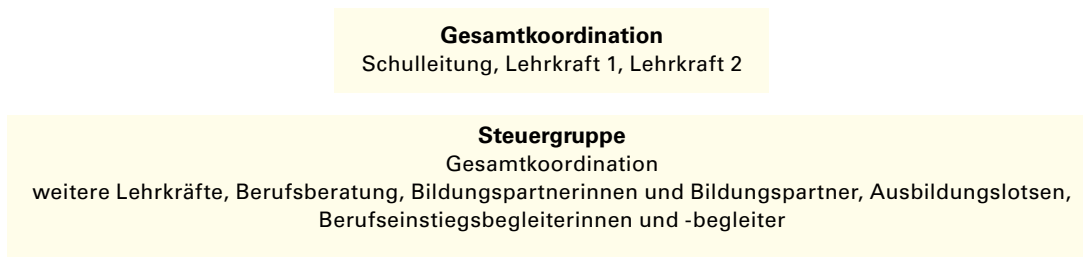 Gesamtkoordination
Schulleitung, Lehrkraft 1, Lehrkraft 2
Steuergruppe
Gesamtkoordination
weitere Lehrkräfte, Berufsberatung, Bildungspartnerinnen und Bildungspartner, Ausbildungslotsen,
Berufseinstiegsbegleiterinnen und -begleiter